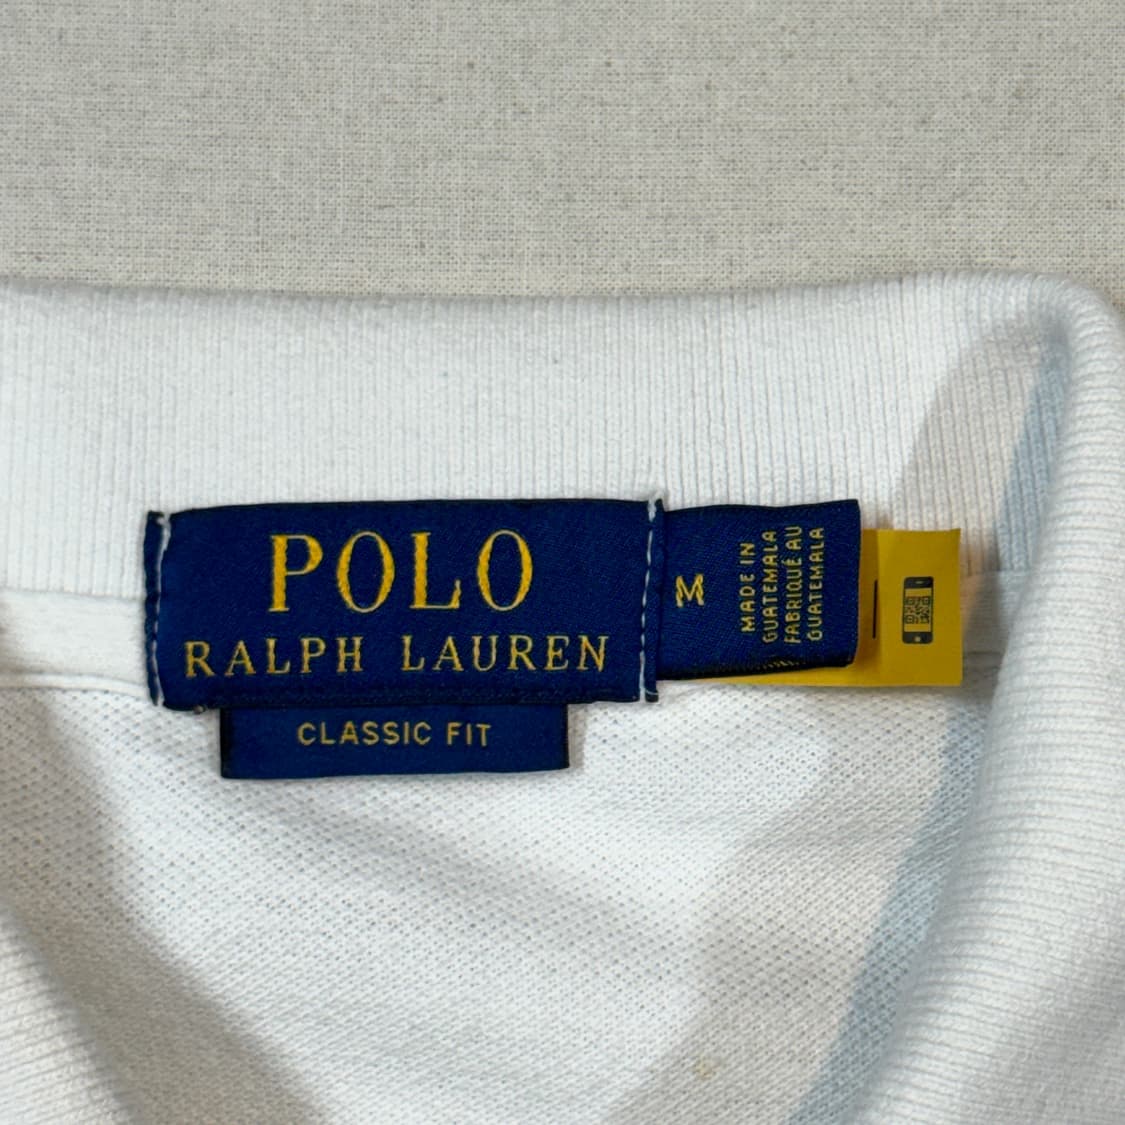 POLO
RALPH LAUREN
CLASSIC FIT
M
MADE IN
GUATEMALA
FABRIQUÉ AU
GUATEMALA